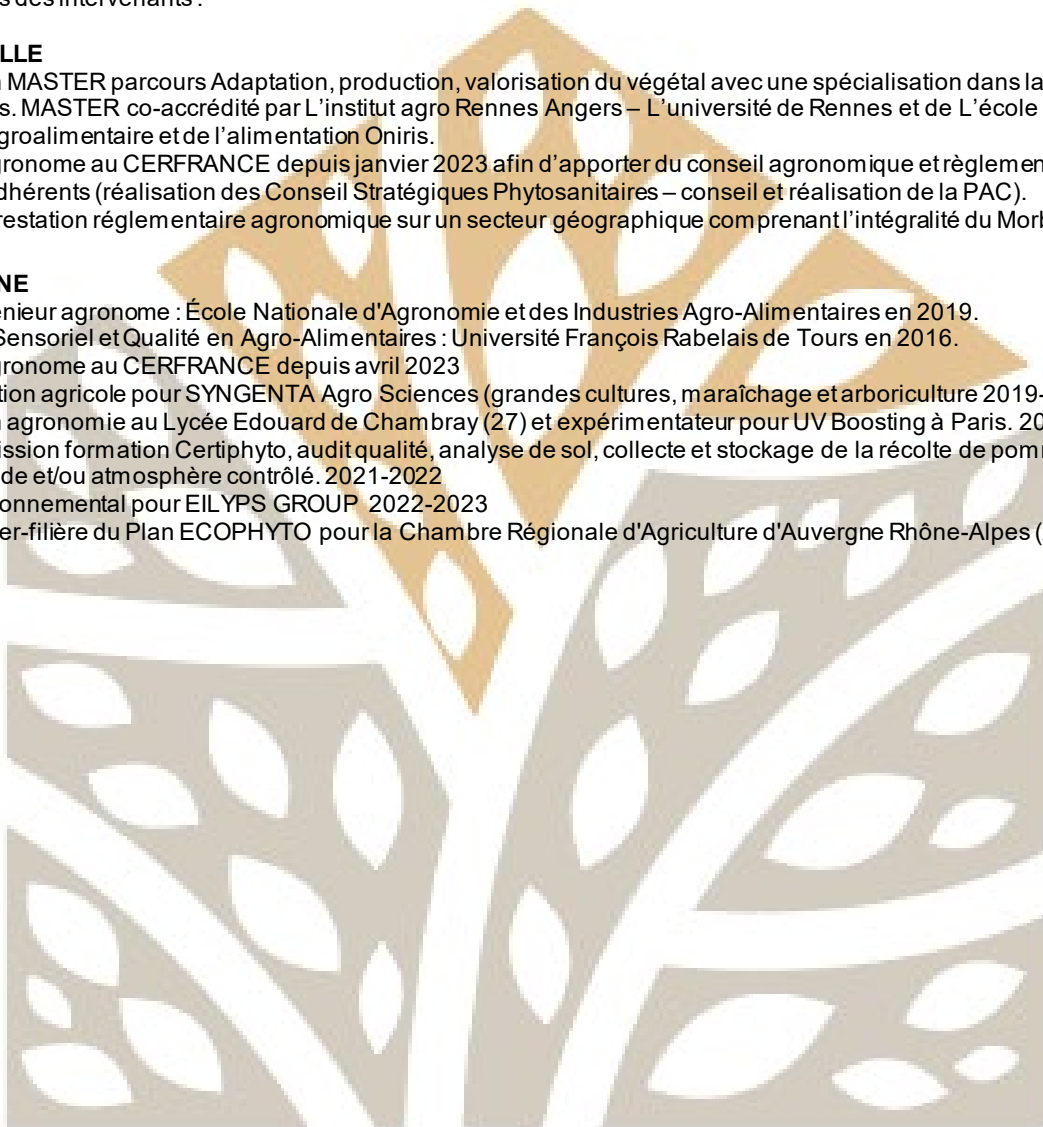 s des intervenants :
LLE
n MASTER parcours Adaptation, production, valorisation du végétal avec une spécialisation dans la
s. MASTER co-accrédité par L'institut agro Rennes Angers – L'université de Rennes et de L'école
groalimentaire et de l'alimentation Oniris.
gronome au CERFRANCE depuis janvier 2023 afin d'apporter du conseil agronomique et règlemen
dhérents (réalisation des Conseil Stratégiques Phytosanitaires – conseil et réalisation de la PAC).
restation réglementaire agronomique sur un secteur géographique comprenant l'intégralité du Morb
NE
énieur agronome : École Nationale d'Agronomie et des Industries Agro-Alimentaires en 2019.
Sensoriel et Qualité en Agro-Alimentaires : Université François Rabelais de Tours en 2016.
gronome au CERFRANCE depuis avril 2023
tion agricole pour SYNGENTA Agro Sciences (grandes cultures, maraîchage et arboriculture 2019-
n agronomie au Lycée Edouard de Chambray (27) et expérimentateur pour UV Boosting à Paris. 20
ission formation Certiphyto, audit qualité, analyse de sol, collecte et stockage de la récolte de pom
de et/ou atmosphère contrôlé. 2021-2022
onnemental pour EILYPS GROUP 2022-2023
er-filière du Plan ECOPHYTO pour la Chambre Régionale d'Agriculture d'Auvergne Rhône-Alpes (